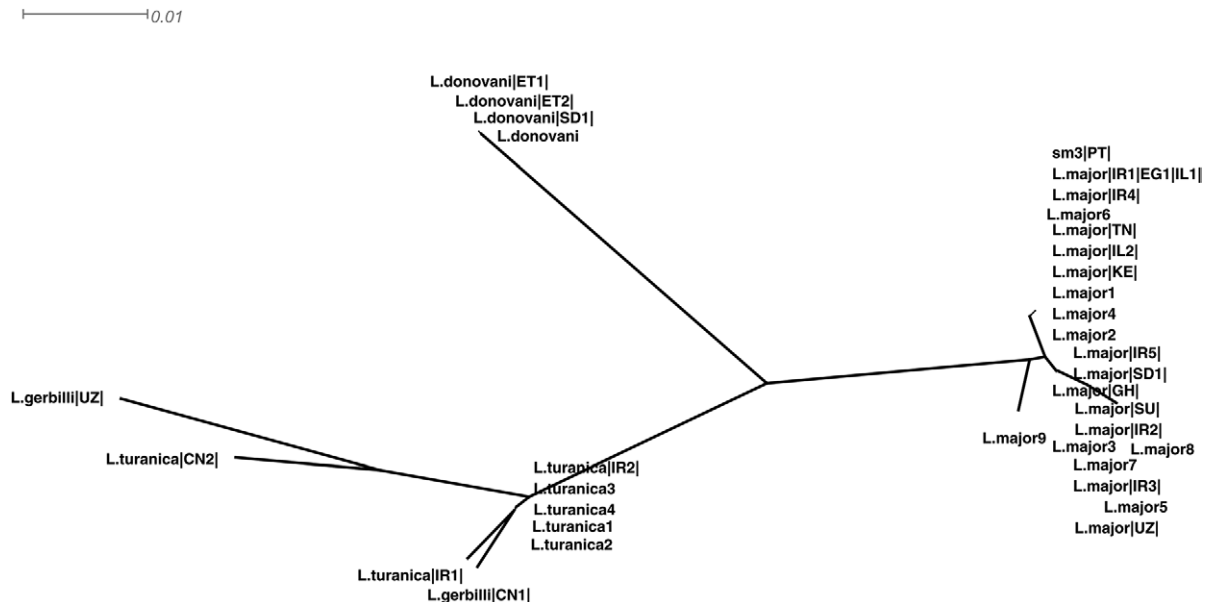 0.01
L.donovani|ET1|
L.donovani|ET2|
L.donovani|SD1|
L.donovani
sm3|PT|
L.major|IR1|EG1|IL1|
L.major|IR4|
L.major6
L.major|TN|
L.major|IL2|
L.major|KE|
L.major1
L.major4
L.major2
L.major|IR5|
L.major|SD1|
L.major|GH|
L.major|SU|
L.major|IR2|
L.major9
L.major3
L.major8
L.major7
L.major|IR3|
L.major5
L.major|UZ|
L.gerbilli|UZ|
L.turanica|CN2|
L.turanica|IR2|
L.turanica3
L.turanica4
L.turanica1
L.turanica2
L.turanica|IR1|
L.gerbilli|CN1|